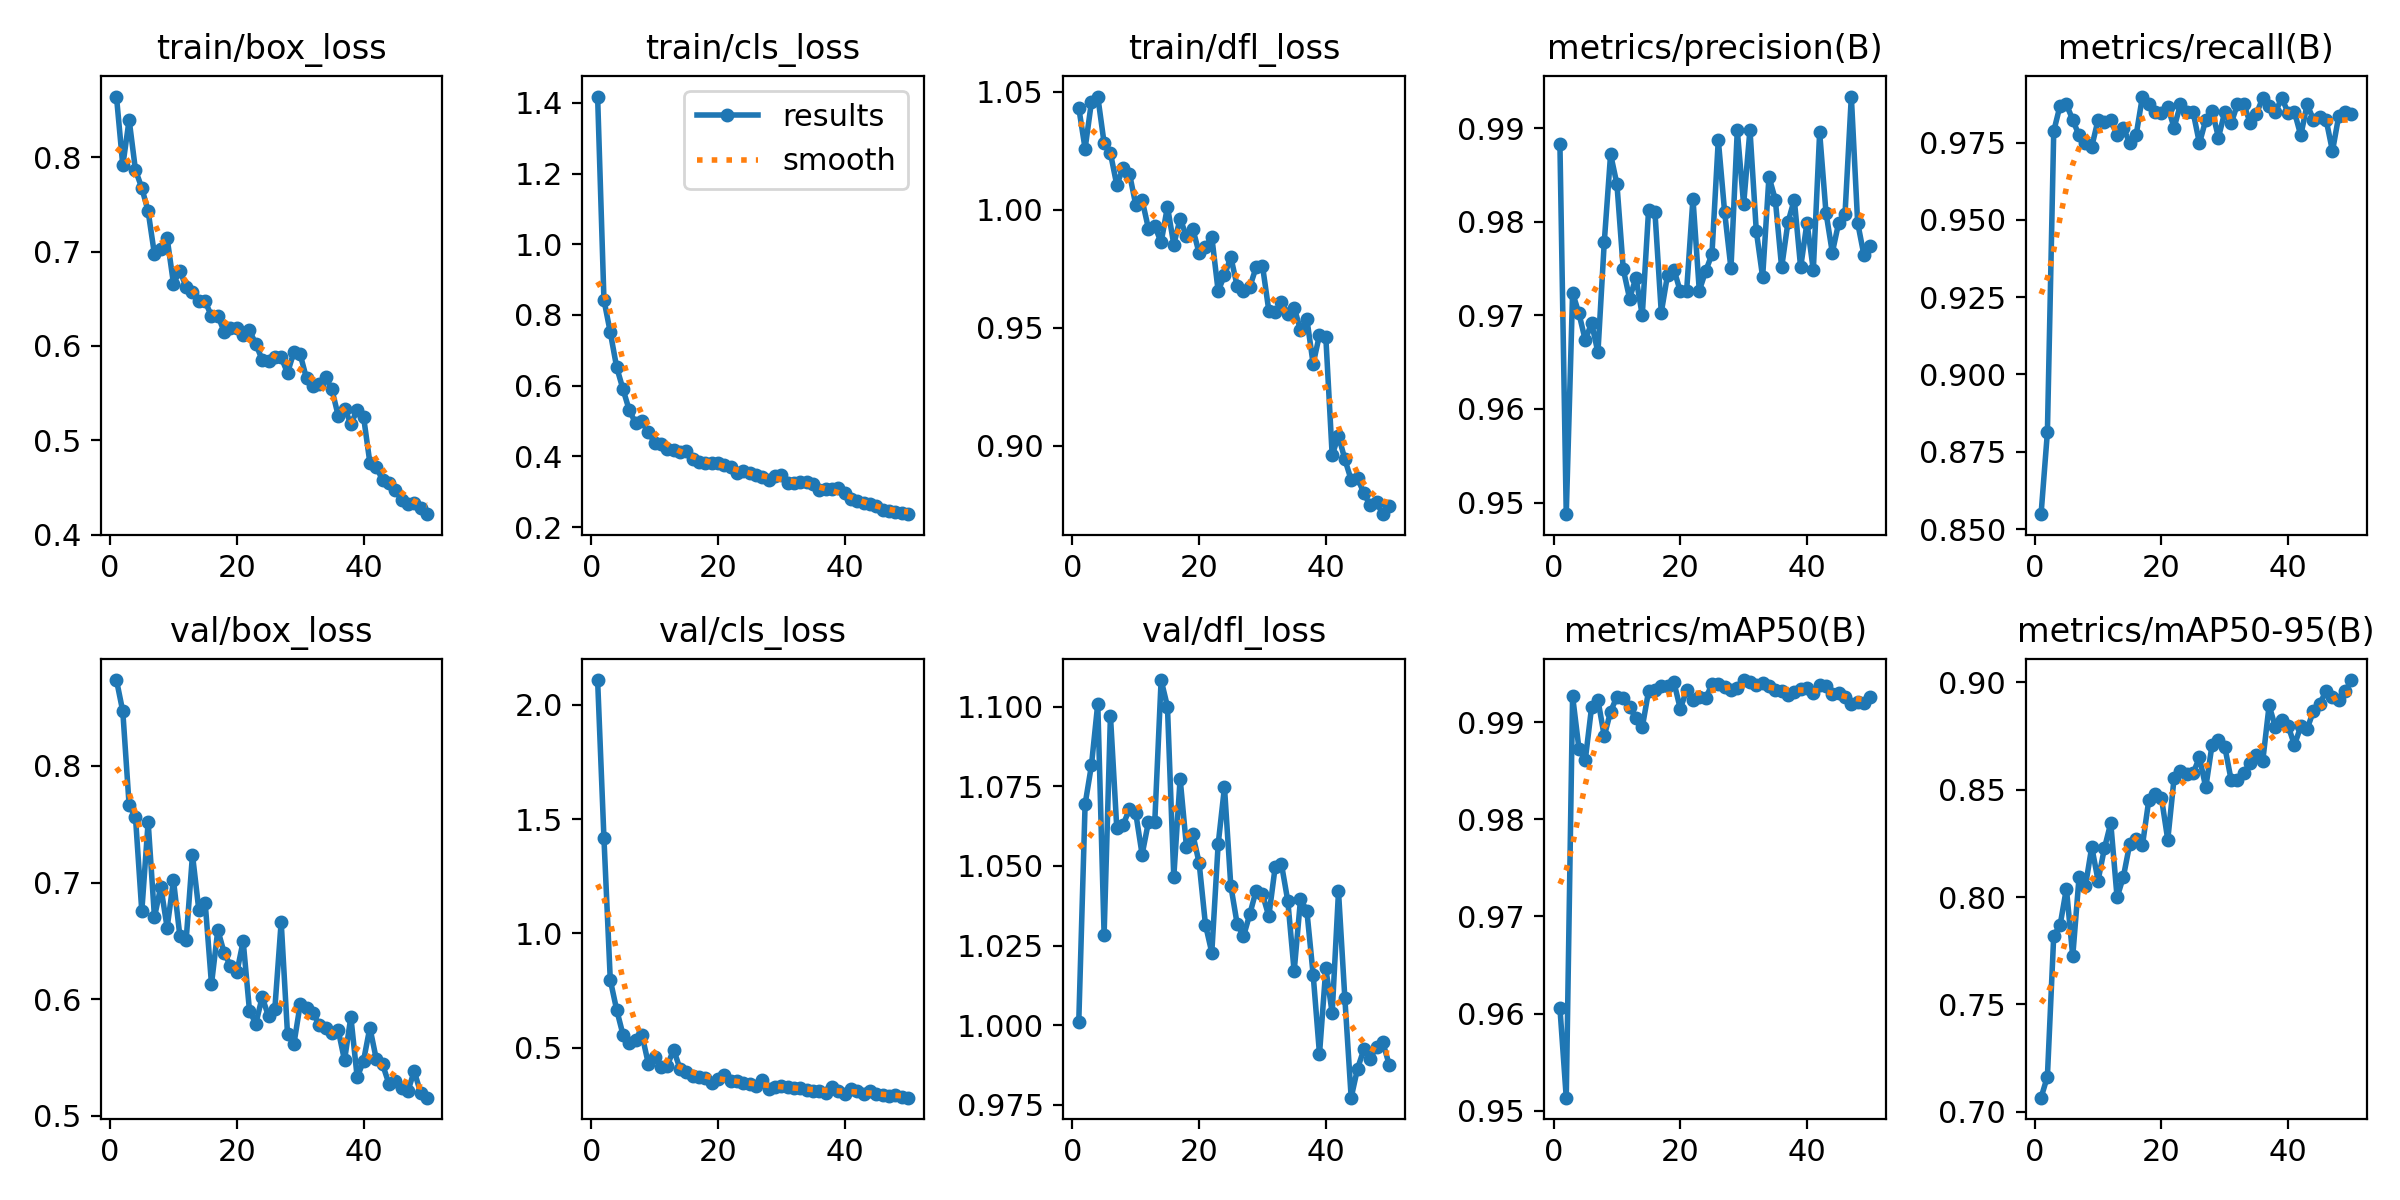 train/box_loss
0.8
0.7
0.6
0.5
0.4
0 20 40
train/cls_loss
results
smooth
1.4
1.2
1.0
0.8
0.6
0.4
0.2
0 20 40
train/dfl_loss
1.05
1.00
0.95
0.90
0 20 40
metrics/precision(B)
0.99
0.98
0.97
0.96
0.95
0 20 40
metrics/recall(B)
0.975
0.950
0.925
0.900
0.875
0.850
0 20 40
val/box_loss
0.8
0.7
0.6
0.5
0 20 40
val/cls_loss
2.0
1.5
1.0
0.5
0 20 40
val/dfl_loss
1.100
1.075
1.050
1.025
1.000
0.975
0 20 40
metrics/mAP50(B)
0.99
0.98
0.97
0.96
0.95
0 20 40
metrics/mAP50-95(B)
0.90
0.85
0.80
0.75
0.70
0 20 40